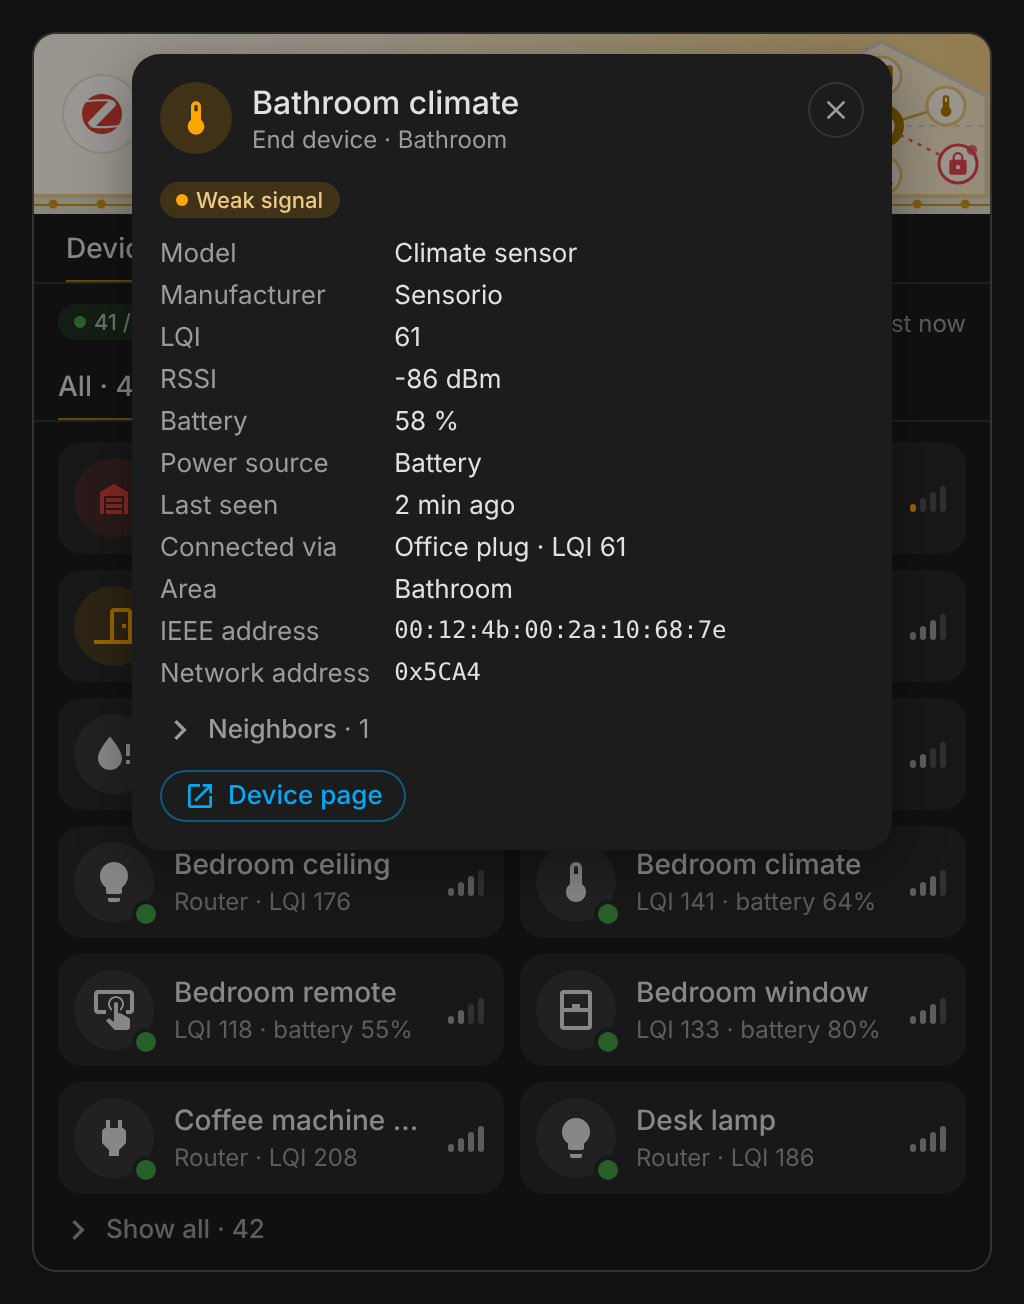 Bathroom climate
End device · Bathroom
Weak signal
Model Climate sensor
Manufacturer Sensorio
LQI 61
RSSI -86 dBm
Battery 58 %
Power source Battery
Last seen 2 min ago
Connected via Office plug · LQI 61
Area Bathroom
IEEE address 00:12:4b:00:2a:10:68:7e
Network address 0x5CA4
Neighbors · 1
Device page
41 /
now
All · 4
Bedroom ceiling
Router · LQI 176
Bedroom climate
LQI 141 · battery 64%
Bedroom remote
LQI 118 · battery 55%
Bedroom window
LQI 133 · battery 80%
Coffee machine ...
Router · LQI 208
Desk lamp
Router · LQI 186
Show all · 42